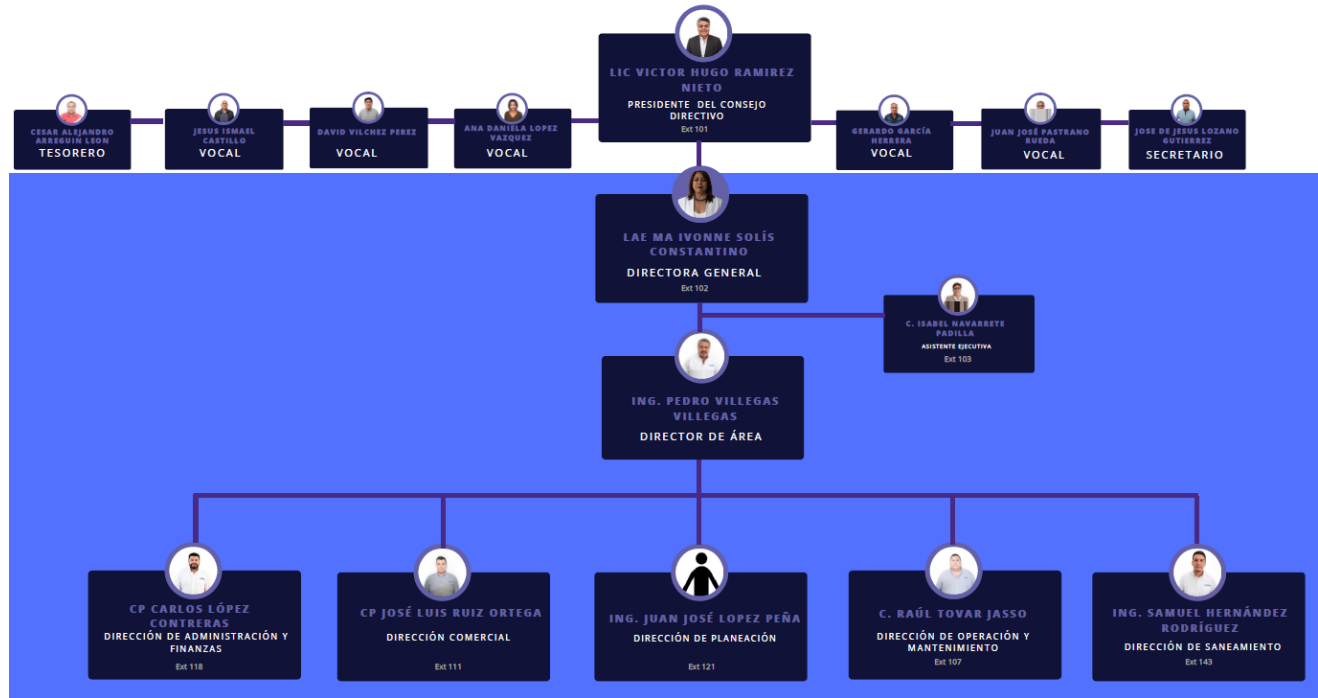 LIC VICTOR HUGO RAMIREZ
NIETO
PRESIDENTE DEL CONSEJO
DIRECTIVO
Ext 101
CESAR ALEJANDRO
ARREGUIN LEON
TESORERO
JESUS ISMAEL
CASTILLO
VOCAL
DAVID VILCHEZ PEREZ
VOCAL
ANA DANIELA LOPEZ
VAZQUEZ
VOCAL
GERARDO GARCÍA
HERRERA
VOCAL
JUAN JOSÉ PASTRANO
RUEDA
VOCAL
JOSE DE JESUS LOZANO
GUTIERREZ
SECRETARIO
LAE MA IVONNE SOLÍS
CONSTANTINO
DIRECTORA GENERAL
Ext 102
C. ISABEL NAVARRETE
PADILLA
ASISTENTE EJECUTIVA
Ext 103
ING. PEDRO VILLEGAS
VILLEGAS
DIRECTOR DE ÁREA
CP CARLOS LÓPEZ
CONTRERAS
DIRECCIÓN DE ADMINISTRACIÓN Y
FINANZAS
Ext 118
CP JOSÉ LUIS RUIZ ORTEGA
DIRECCIÓN COMERCIAL
Ext 111
ING. JUAN JOSÉ LOPEZ PEÑA
DIRECCIÓN DE PLANEACIÓN
Ext 121
C. RAÚL TOVAR JASSO
DIRECCIÓN DE OPERACIÓN Y
MANTENIMIENTO
Ext 107
ING. SAMUEL HERNÁNDEZ
RODRÍGUEZ
DIRECCIÓN DE SANEAMIENTO
Ext 143